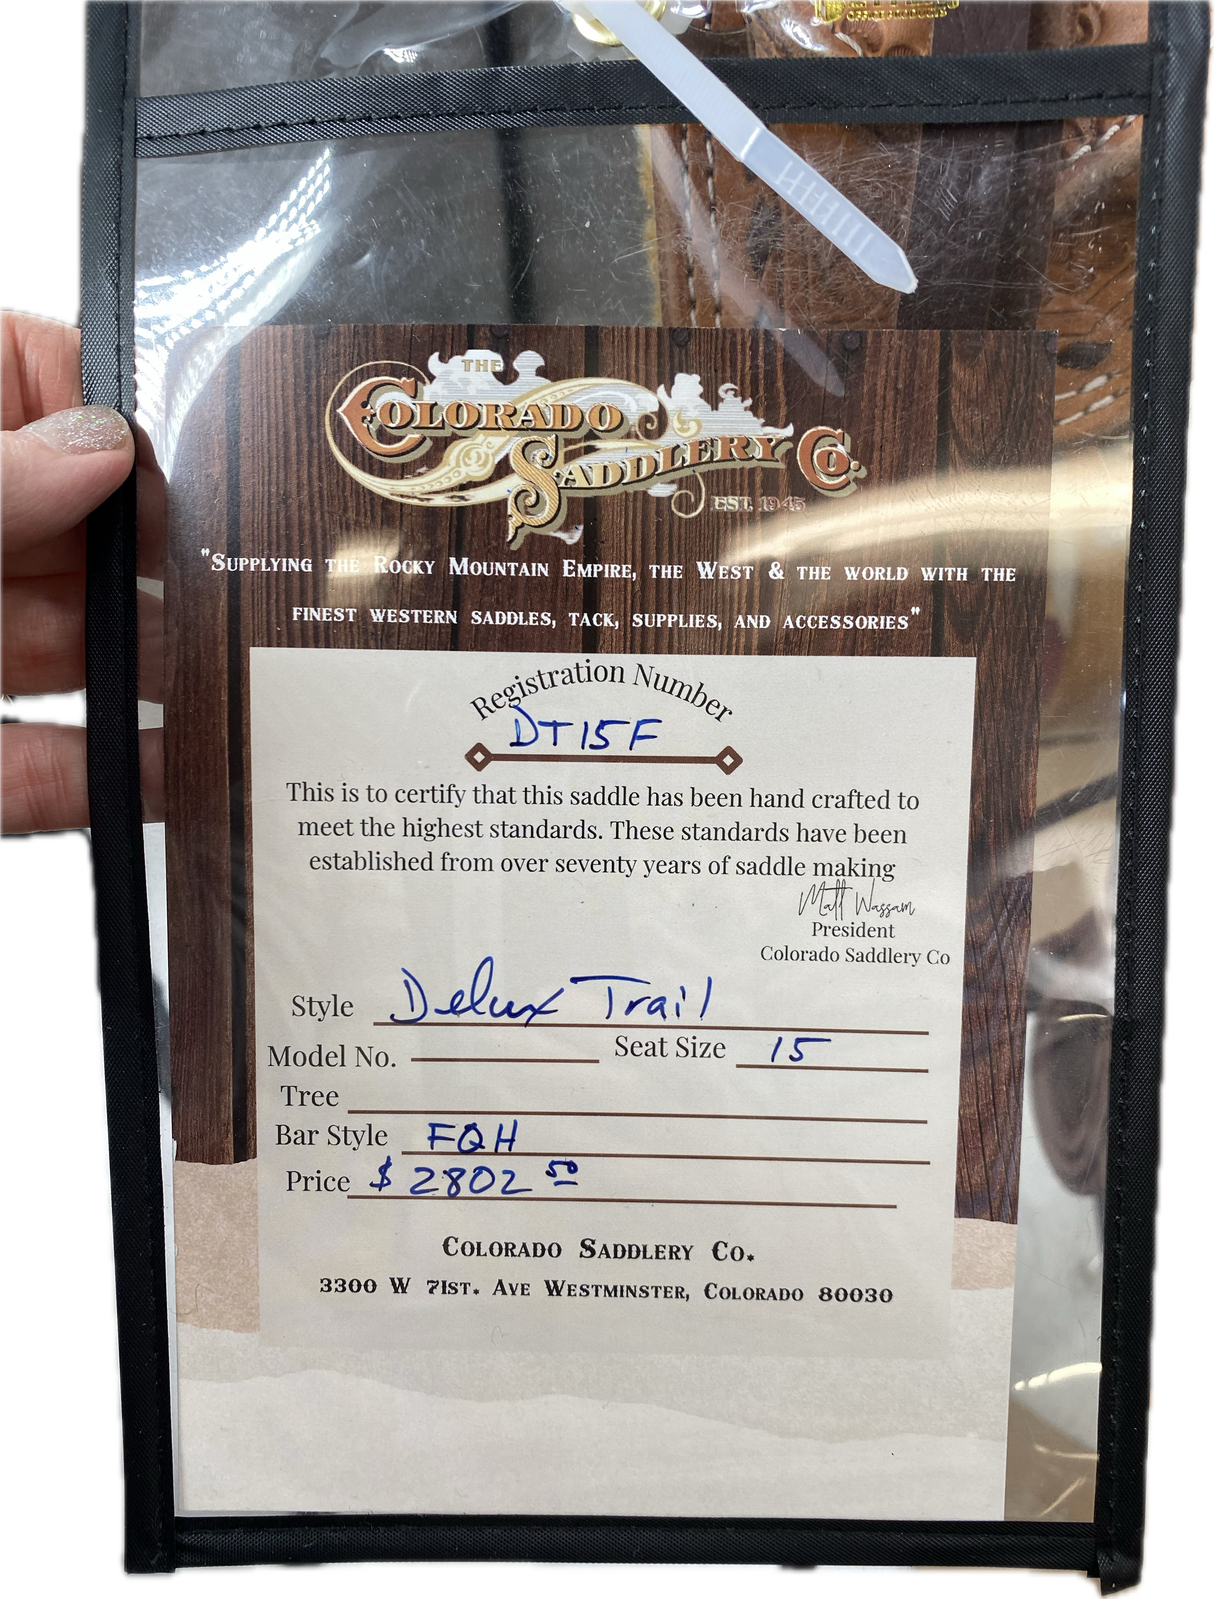 OFFICE PRODUCTS
THE
COLORADO
SADDLERY CO.
EST. 1945
"SUPPLYING THE ROCKY MOUNTAIN EMPIRE, THE WEST & THE WORLD WITH THE
FINEST WESTERN SADDLES, TACK, SUPPLIES, AND ACCESSORIES"
Registration Number
DT15F
This is to certify that this saddle has been hand crafted to
meet the highest standards. These standards have been
established from over seventy years of saddle making
Matt Wassam
President
Colorado Saddlery Co
Style Delux Trail
Model No. Seat Size 15
Tree
Bar Style FQH
Price $ 2802 50
COLORADO SADDLERY CO.
3300 W 71ST. AVE WESTMINSTER, COLORADO 80030